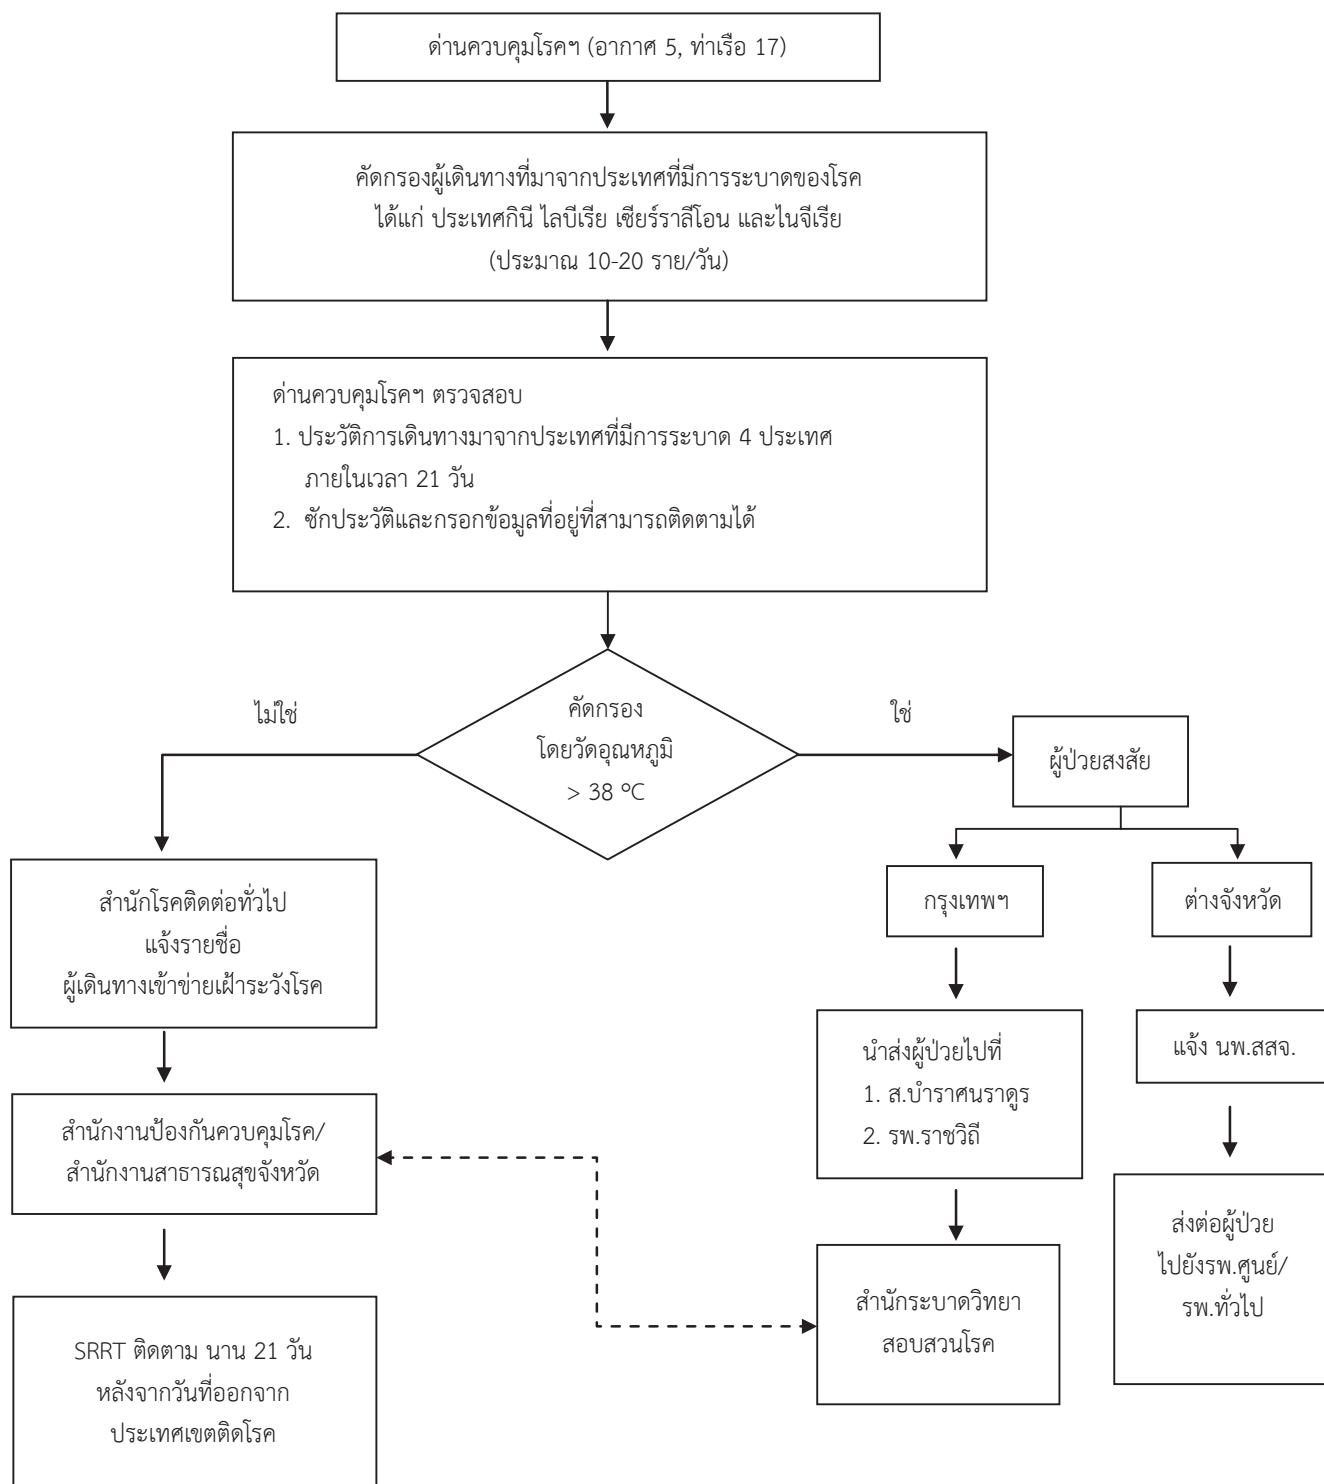 ด่านควบคุมโรคฯ (อากาศ 5, ท่าเรือ 17)
คัดกรองผู้เดินทางที่มาจากประเทศที่มีการระบาดของโรค
ได้แก่ ประเทศกินี ไลบีเรีย เซียร์ราลีโอน และไนจีเรีย
(ประมาณ 10-20 ราย/วัน)
ด่านควบคุมโรคฯ ตรวจสอบ
1. ประวัติการเดินทางมาจากประเทศที่มีการระบาด 4 ประเทศ
ภายในเวลา 21 วัน
2. ซักประวัติและกรอกข้อมูลที่อยู่ที่สามารถติดตามได้
ไม่ใช่
คัดกรอง
โดยวัดอุณหภูมิ
> 38 °C
ใช่
ผู้ป่วยสงสัย
สำนักโรคติดต่อทั่วไป
แจ้งรายชื่อ
ผู้เดินทางเข้าข่ายเฝ้าระวังโรค
กรุงเทพฯ
ต่างจังหวัด
นำส่งผู้ป่วยไปที่
1. ส.บำราศนราดูร
2. รพ.ราชวิถี
แจ้ง นพ.สสจ.
สำนักงานป้องกันควบคุมโรค/
สำนักงานสาธารณสุขจังหวัด
ส่งต่อผู้ป่วย
ไปยังรพ.ศูนย์/
รพ.ทั่วไป
สำนักระบาดวิทยา
สอบสวนโรค
SRRT ติดตาม นาน 21 วัน
หลังจากวันที่ออกจาก
ประเทศเขตติดโรค